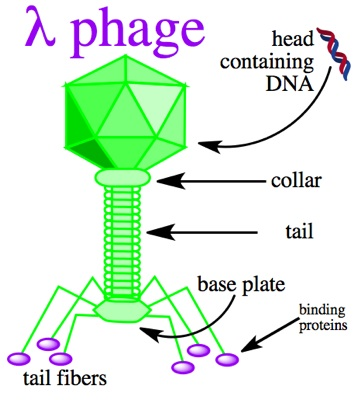 λ phage
head
containing
DNA
collar
tail
base plate
binding
proteins
tail fibers